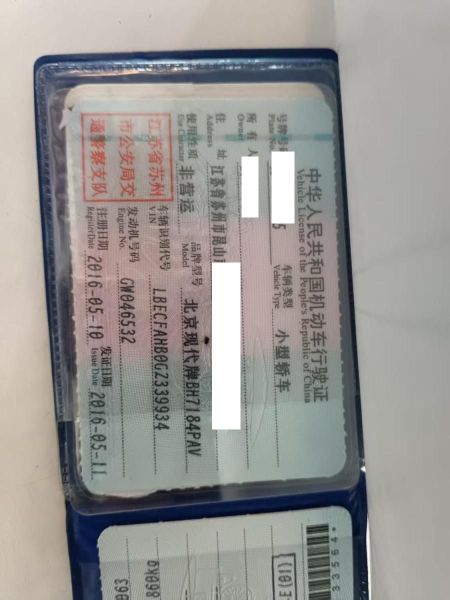 中华人民共和国机动车行驶证
Vehicle License of the People's Republic of China
号牌号码 5 车辆类型 小型轿车
Plate No. Vehicle Type
所有人
Owner
住 址 江苏省苏州市昆山市
Address
使用性质 非营运 品牌型号 北京现代牌BH7184PAV
Use Character Model
江苏省苏州
市公安局交
通警察支队
车辆识别代号 LBECFAHB0GZ339934
VIN
发动机号码 GW046532
Engine No.
注册日期 2016-05-10 发证日期 2016-05-11
Register Date Issue Date